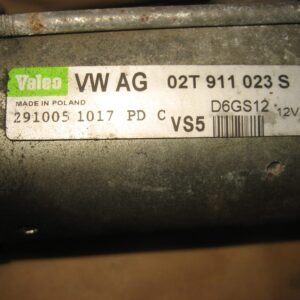 Valeo VW AG 02T 911 023 S
MADE IN POLAND D6GS12 12V
291005 1017 PD C VS5